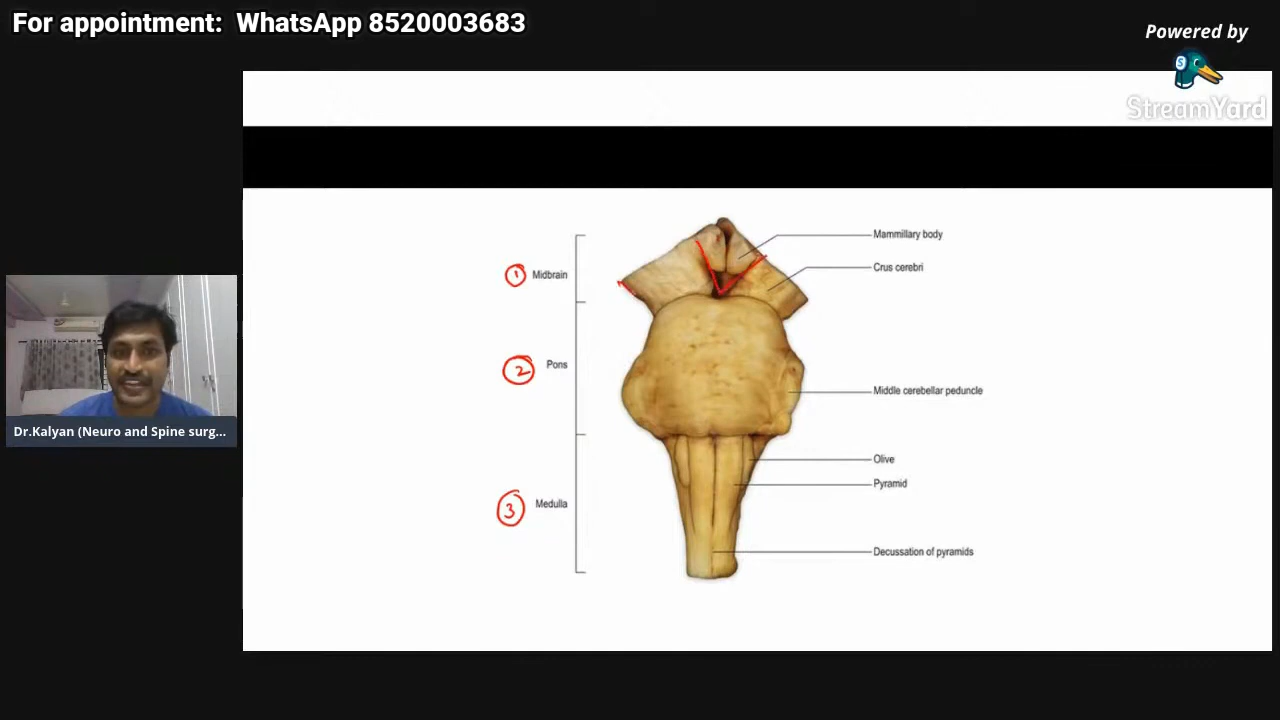 For appointment:  WhatsApp 8520003683
Powered by
StreamYard
Mammillary body
Crus cerebri
1 Midbrain
2 Pons
Middle cerebellar peduncle
Olive
Pyramid
3 Medulla
Decussation of pyramids
Dr.Kalyan (Neuro and Spine surg...